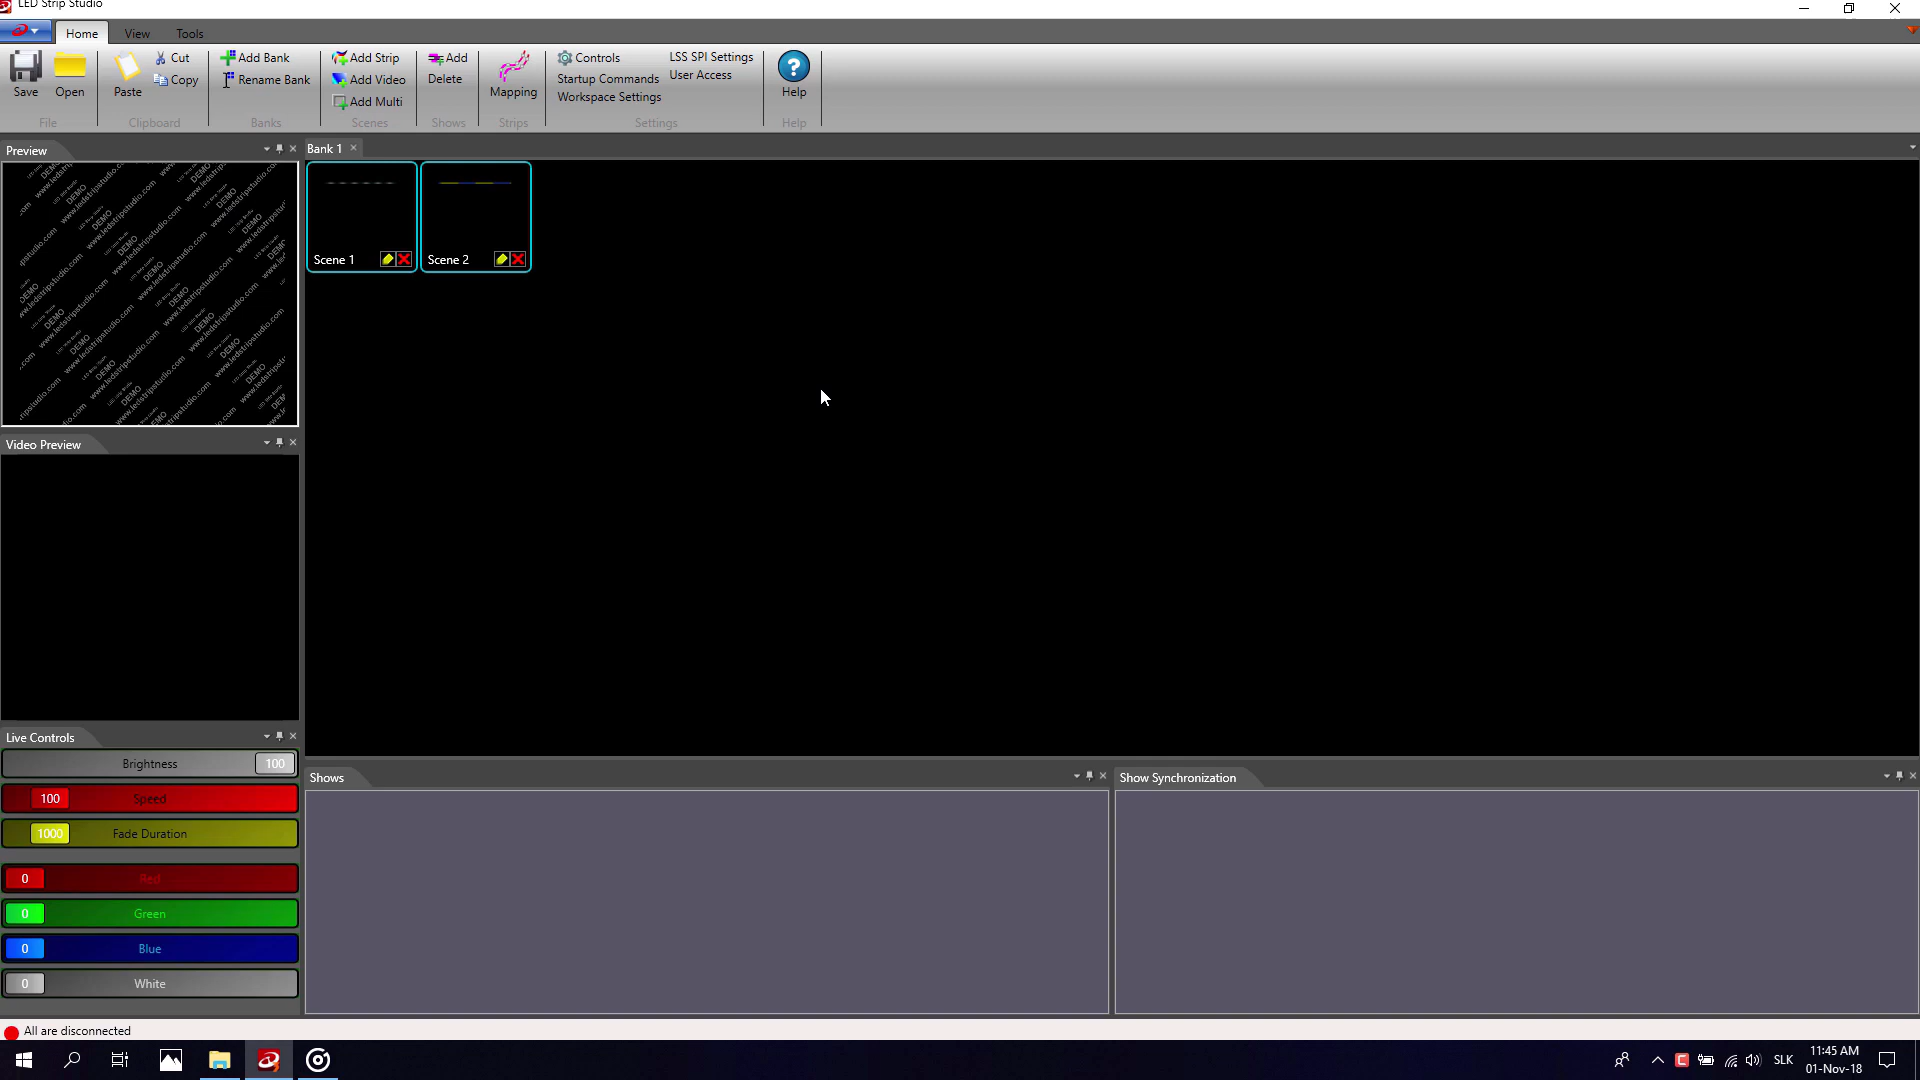 LED Strip Studio
Home View Tools
Save Open Paste Cut Copy
File Clipboard
Add Bank
Rename Bank
Banks
Add Strip
Add Video
Add Multi
Scenes
Add
Delete
Shows
Mapping
Strips
Controls
Startup Commands
Workspace Settings
LSS SPI Settings
User Access
Settings
Help
Help
Preview
DEMO
www.ledstripstudio.com
Bank 1
Scene 1
Scene 2
Video Preview
Live Controls
Brightness 100
100 Speed
1000 Fade Duration
0 Red
0 Green
0 Blue
0 White
Shows
Show Synchronization
All are disconnected
SLK
11:45 AM
01-Nov-18